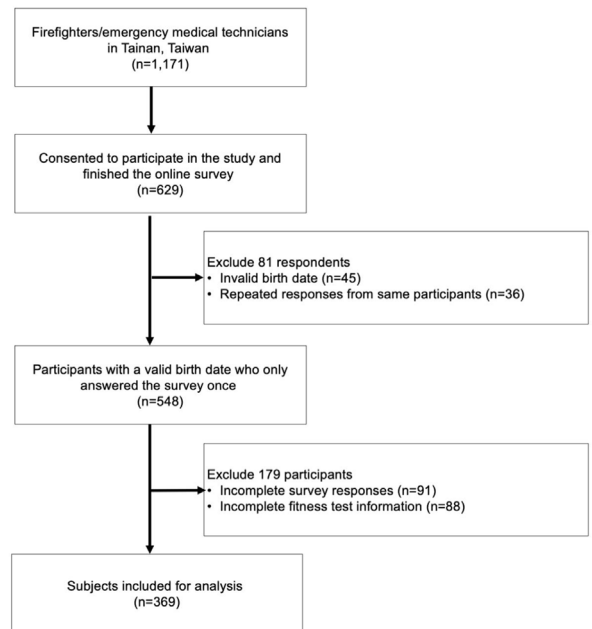 Firefighters/emergency medical technicians
in Tainan, Taiwan
(n=1,171)
Consented to participate in the study and
finished the online survey
(n=629)
Exclude 81 respondents
• Invalid birth date (n=45)
• Repeated responses from same participants (n=36)
Participants with a valid birth date who only
answered the survey once
(n=548)
Exclude 179 participants
• Incomplete survey responses (n=91)
• Incomplete fitness test information (n=88)
Subjects included for analysis
(n=369)